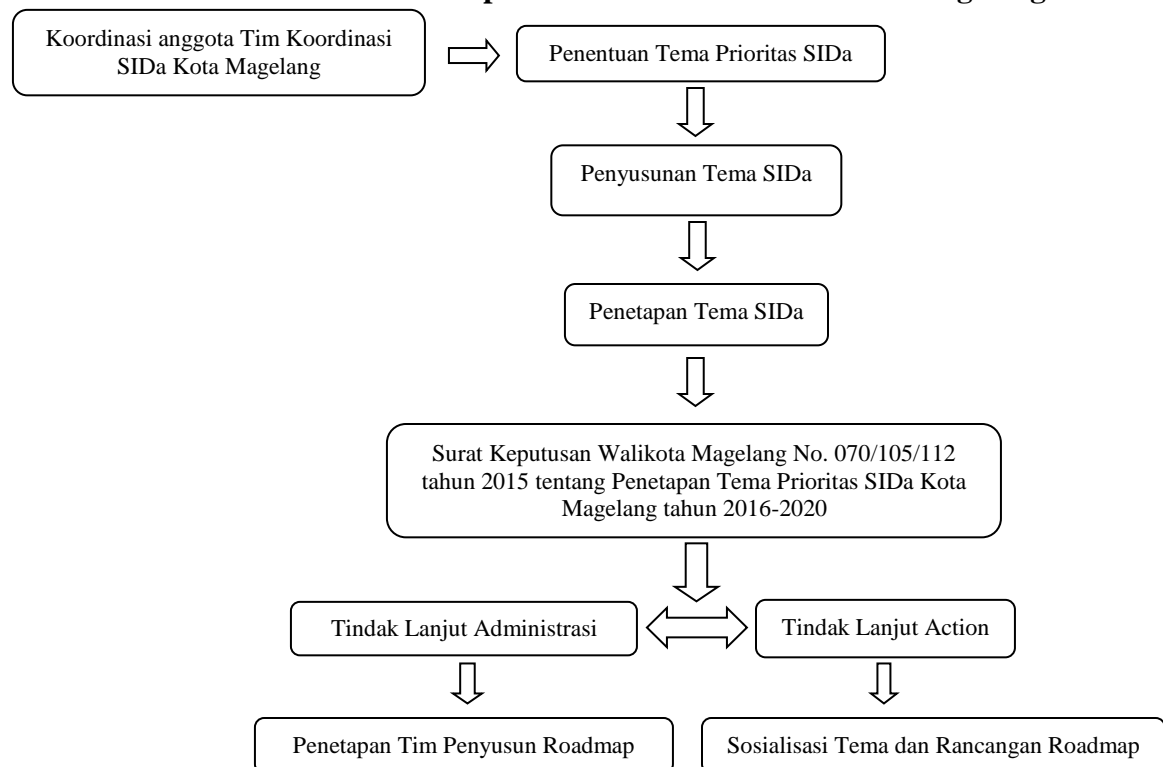 Koordinasi anggota Tim Koordinasi
SIDa Kota Magelang
Penentuan Tema Prioritas SIDa
Penyusunan Tema SIDa
Penetapan Tema SIDa
Surat Keputusan Walikota Magelang No. 070/105/112
tahun 2015 tentang Penetapan Tema Prioritas SIDa Kota
Magelang tahun 2016-2020
Tindak Lanjut Administrasi
Tindak Lanjut Action
Penetapan Tim Penyusun Roadmap
Sosialisasi Tema dan Rancangan Roadmap